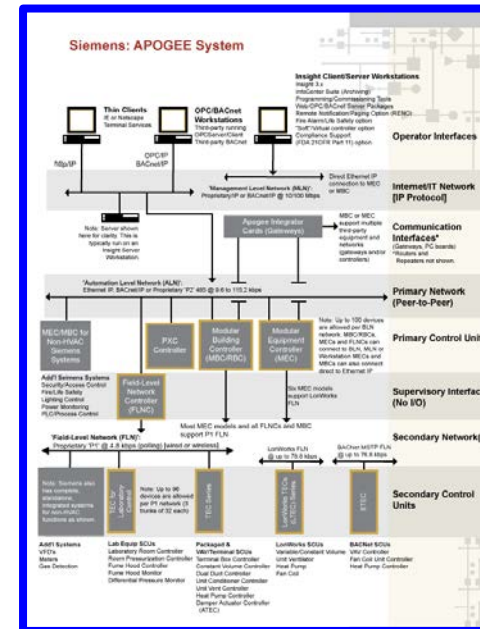 Siemens: APOGEE System
Insight Client/Server Workstations
Insight 3.x
InfoCenter Suite (Archiving)
Programming/Commissioning Tools
Web/OPC/BACnet Server Packages
Remote Notification/Paging Option (RENO)
Fire Alarm/Life Safety option
"Soft"/Virtual controller option
Compliance Support
(FDA 21CFR Part 11) option
Thin Clients
IE or Netscape
Terminal Services
OPC/BACnet
Workstations
Third-party running
OPCServer/Client
Third-party BACnet
Operator Interfaces
http/IP
OPC/IP
BACnet/IP
Direct Ethernet IP
connection to MEC
or MBC
'Management Level Network (MLN)':
Proprietary/IP or BACnet/IP @ 10/100 Mbps
Internet/IT Network
[IP Protocol]
Note: Server shown
here for clarity. This is
typically run on an
Insight Server
Workstation.
Apogee Integrator
Cards (Gateways)
MBC or MEC
support multiple
third-party
equipment and
networks
(gateways and/or
controllers)
Communication
Interfaces*
(Gateways, PC boards)
*Routers and
Repeaters not shown.
'Automation Level Network (ALN)':
Ethernet IP, BACnet/IP or Proprietary 'P2' 485 @ 9.6 to 115.2 kbps
Primary Network
(Peer-to-Peer)
MEC/MBC for
Non-HVAC
Siemens
Systems
PXC
Controller
Modular
Building
Controller
(MBC/RBC)
Modular
Equipment
Controller
(MEC)
Note: Up to 100 devices
are allowed per BLN
network. MBC/RBCs,
MECs and FLNCs can
connect to BLN, MLN or
Workstation MECs and
MBCs can also connect
direct to Ethernet IP
Primary Control Unit
Add'l Seimens Systems
Security/Access Control
Fire/Life Safety
Lighting Control
Power Monitoring
PLC/Process Control
Field-Level
Network
Controller
(FLNC)
Six MEC models
support LonWorks
FLN
Supervisory Interfac
(No I/O)
Most MEC models and all FLNCs and MBC
support P1 FLN
'Field-Level Network (FLN)':
Proprietary 'P1' @ 4.8 kbps (polling) [wired or wireless]
LonWorks FLN
@ up to 78.8 kbps
BACnet MS/TP FLN
@ up to 76.8 kbps
Secondary Network(
Note: Siemens also
has complete,
standalone,
integrated systems
for non-HVAC
functions as shown.
TEC for
Laboratory
Control
Note: Up to 96
devices are allowed
per P1 network (3
trunks of 32 each)
TEC Series
LonWorks TECs
(LTEC) Series
BTEC
Secondary Control
Units
Add'l Systems
VFD's
Meters
Gas Detection
Lab Equip SCUs
Laboratory Room Controller
Room Pressurization Controller
Fume Hood Controller
Fume Hood Monitor
Differential Pressure Monitor
Packaged &
VAV/Terminal SCUs
Terminal Box Controller
Constant Volume Controller
Dual Duct Controller
Unit Conditioner Controller
Unit Vent Controller
Heat Pump Controller
Damper Actuator Controller
(ATEC)
LonWorks SCUs
Variable/Constant Volume
Unit Ventilator
Heat Pump
Fan Coil
BACnet SCUs
VAV Controller
Fan Coil Unit Controller
Heat Pump Controller